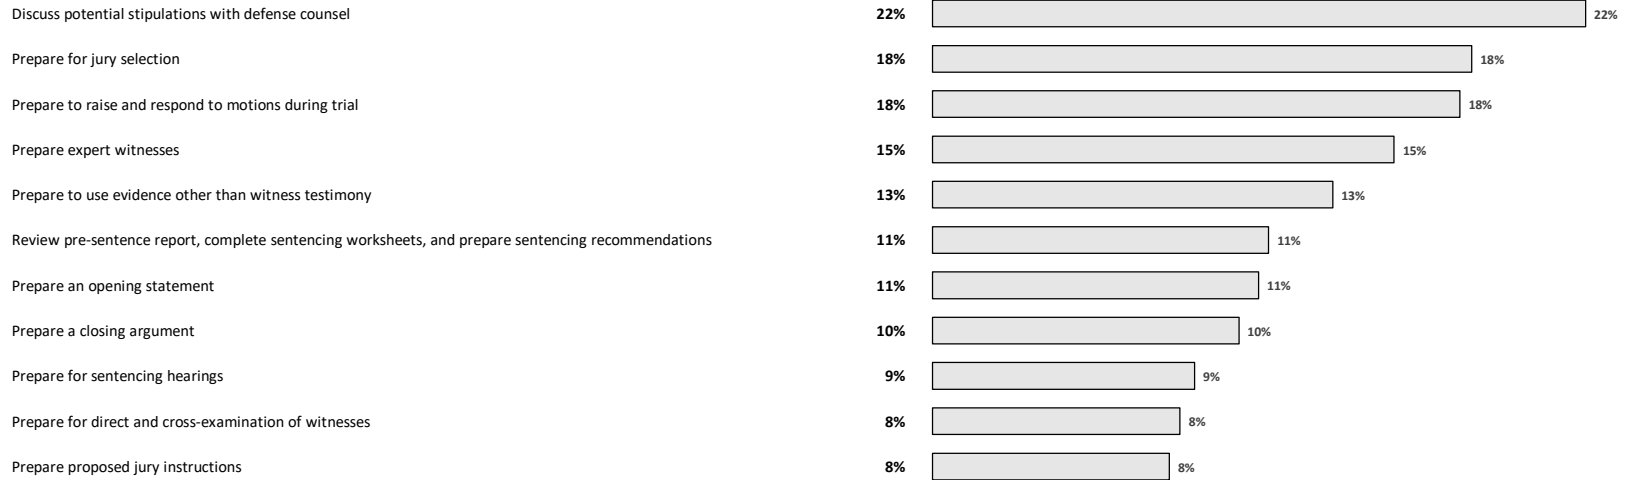 Discuss potential stipulations with defense counsel 22% 22%
Prepare for jury selection 18% 18%
Prepare to raise and respond to motions during trial 18% 18%
Prepare expert witnesses 15% 15%
Prepare to use evidence other than witness testimony 13% 13%
Review pre-sentence report, complete sentencing worksheets, and prepare sentencing recommendations 11% 11%
Prepare an opening statement 11% 11%
Prepare a closing argument 10% 10%
Prepare for sentencing hearings 9% 9%
Prepare for direct and cross-examination of witnesses 8% 8%
Prepare proposed jury instructions 8% 8%